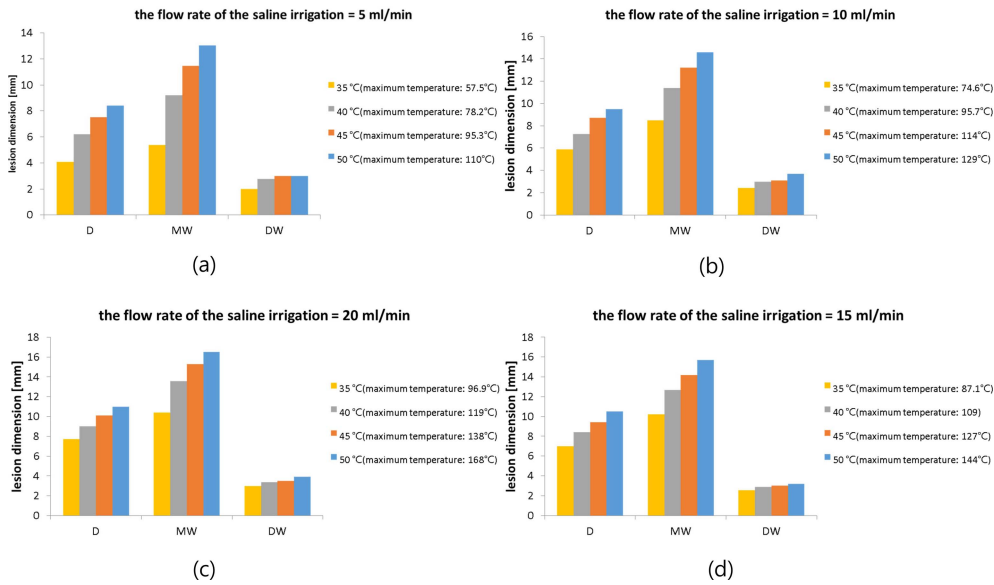 the flow rate of the saline irrigation = 5 ml/min
lesion dimension [mm]
14
12
10
8
6
4
2
0
D MW DW
35 °C(maximum temperature: 57.5°C)
40 °C(maximum temperature: 78.2°C)
45 °C(maximum temperature: 95.3°C)
50 °C(maximum temperature: 110°C)
(a)
the flow rate of the saline irrigation = 10 ml/min
lesion dimension [mm]
16
14
12
10
8
6
4
2
0
D MW DW
35 °C(maximum temperature: 74.6°C)
40 °C(maximum temperature: 95.7°C)
45 °C(maximum temperature: 114°C)
50 °C(maximum temperature: 129°C)
(b)
the flow rate of the saline irrigation = 20 ml/min
lesion dimension [mm]
18
16
14
12
10
8
6
4
2
0
D MW DW
35 °C(maximum temperature: 96.9°C)
40 °C(maximum temperature: 119°C)
45 °C(maximum temperature: 138°C)
50 °C(maximum temperature: 168°C)
(c)
the flow rate of the saline irrigation = 15 ml/min
lesion dimension [mm]
18
16
14
12
10
8
6
4
2
0
D MW DW
35 °C(maximum temperature: 87.1°C)
40 °C(maximum temperature: 109)
45 °C(maximum temperature: 127°C)
50 °C(maximum temperature: 144°C)
(d)